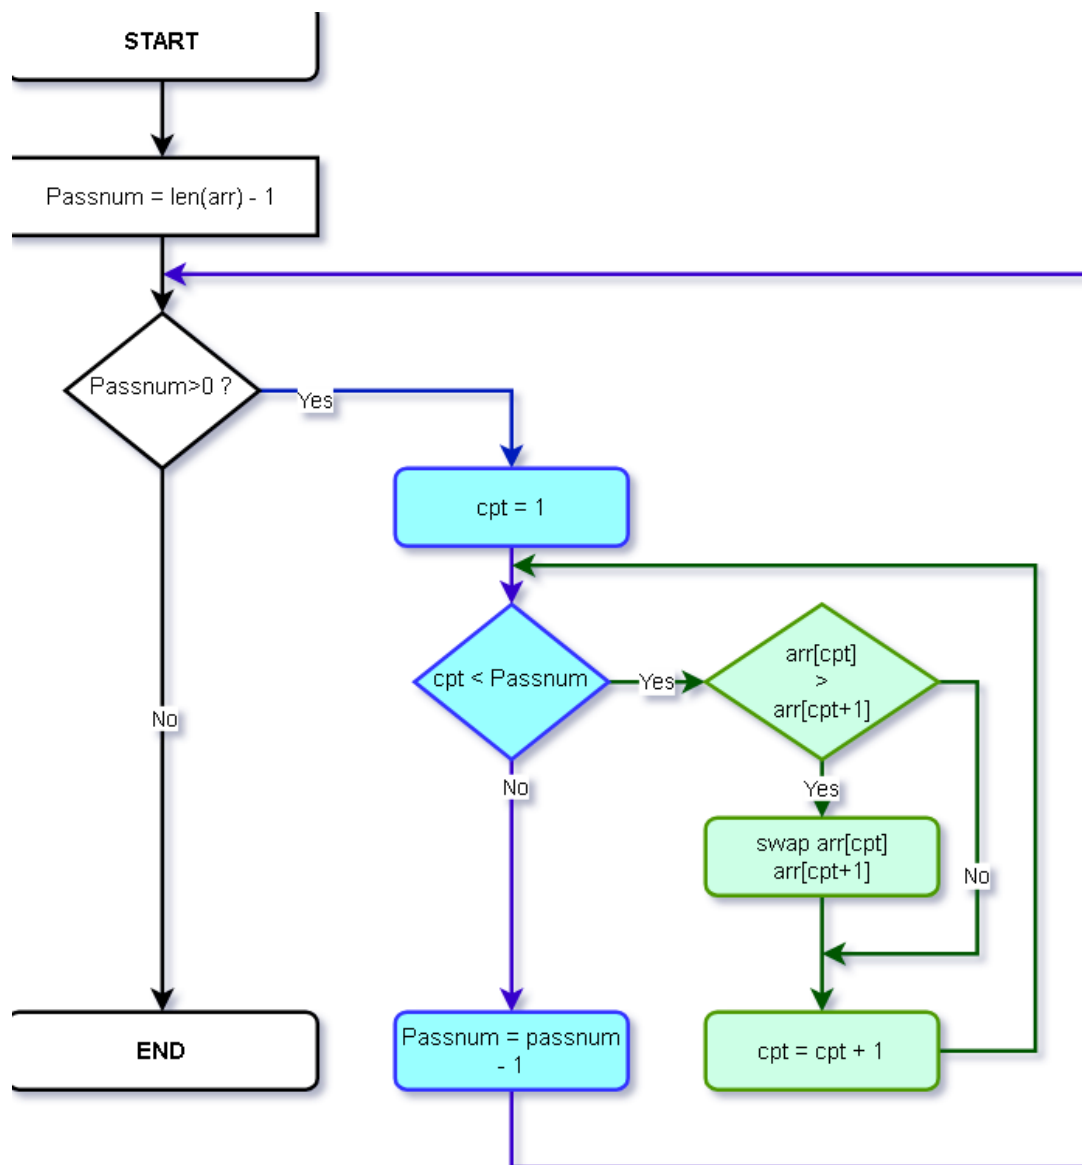 START
Passnum = len(arr) - 1
Passnum>0 ?
Yes
cpt = 1
cpt < Passnum
Yes
arr[cpt]
>
arr[cpt+1]
No
No
Yes
swap arr[cpt]
arr[cpt+1]
No
END
Passnum = passnum
- 1
cpt = cpt + 1